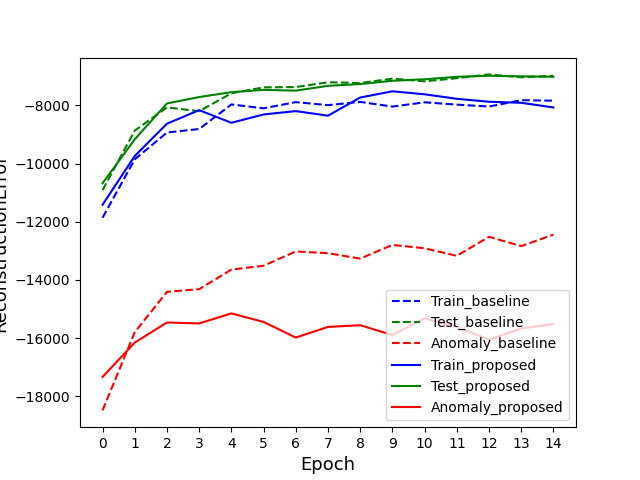 ReconstructionError
−8000
−10000
−12000
−14000
−16000
−18000
Train_baseline
Test_baseline
Anomaly_baseline
Train_proposed
Test_proposed
Anomaly_proposed
0 1 2 3 4 5 6 7 8 9 10 11 12 13 14
Epoch